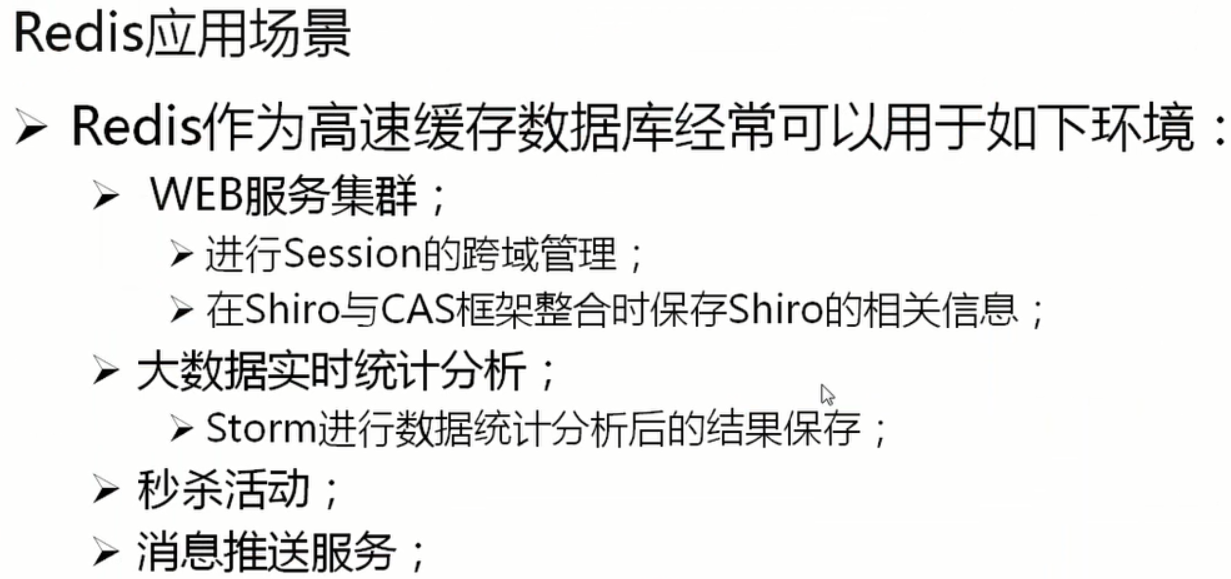 Redis应用场景
➢ Redis作为高速缓存数据库经常可以用于如下环境：
➢ WEB服务集群；
➢ 进行Session的跨域管理；
➢ 在Shiro与CAS框架整合时保存Shiro的相关信息；
➢ 大数据实时统计分析；
➢ Storm进行数据统计分析后的结果保存；
➢ 秒杀活动；
➢ 消息推送服务；